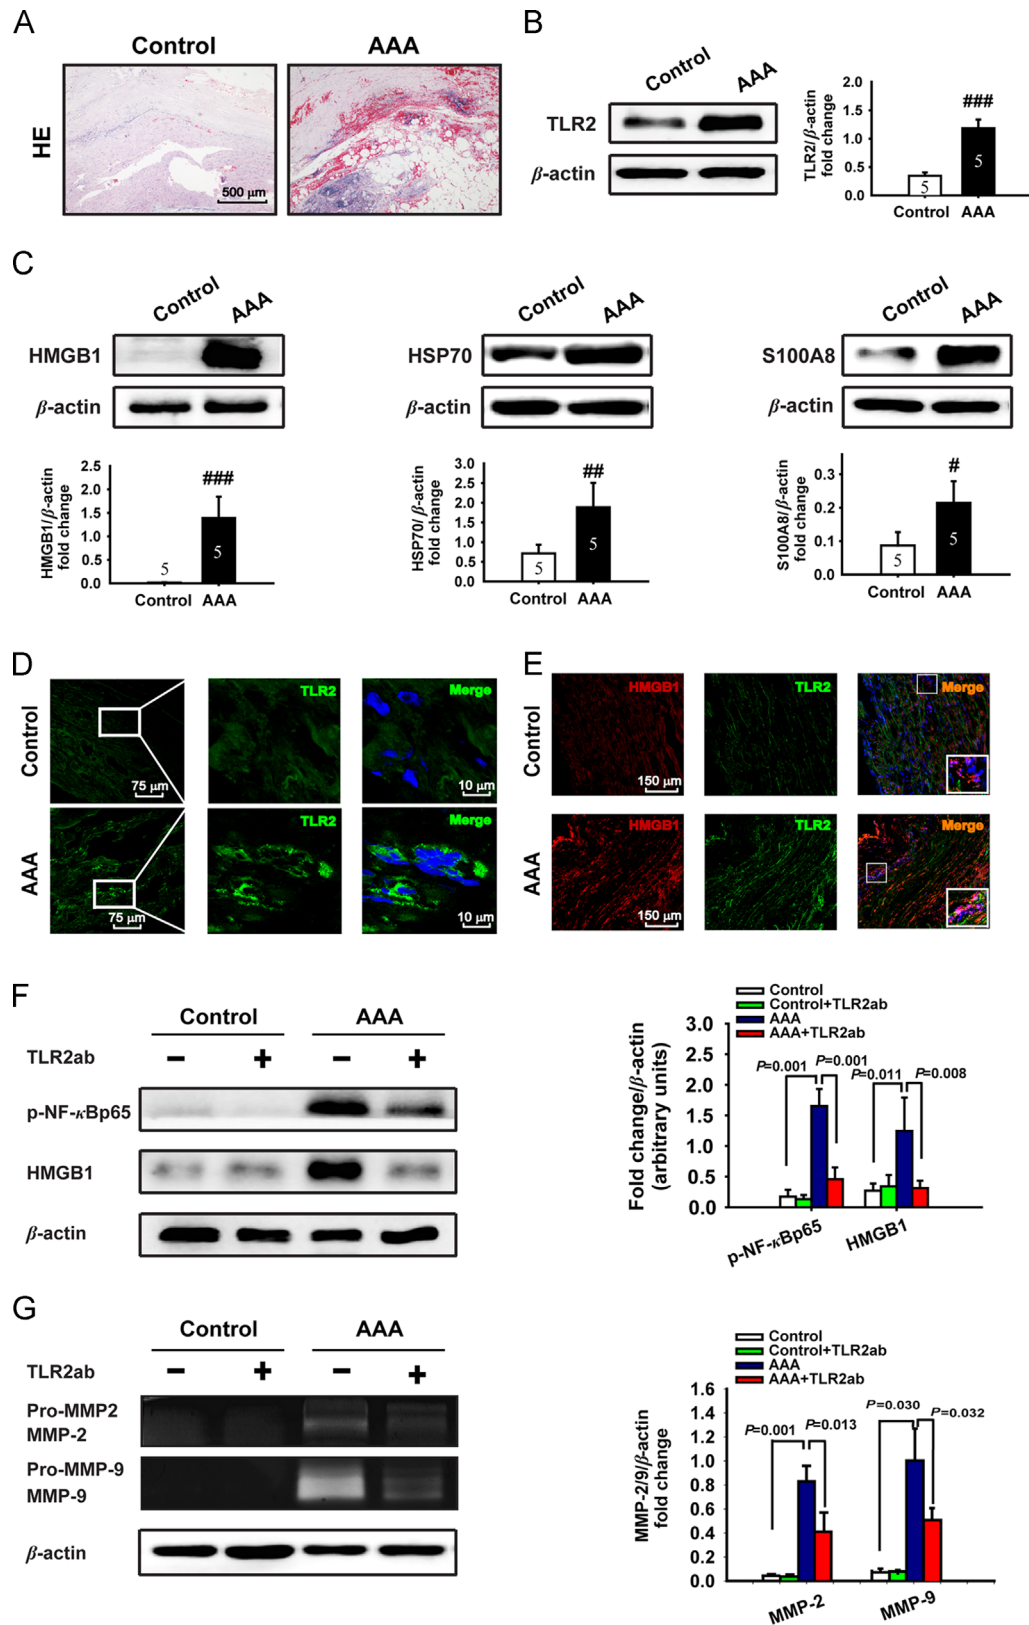 A
Control
AAA
HE
500 μm
B
Control
AAA
TLR2
β-actin
TLR2/β-actin
fold change
2.0
1.5
1.0
0.5
0.0
###
5
5
Control AAA
C
Control
AAA
HMGB1
β-actin
HMGB1/β-actin
fold change
2.5
2.0
1.5
1.0
0.5
0.0
###
5
5
Control AAA
Control
AAA
HSP70
β-actin
HSP70/β-actin
fold change
3.0
2.5
2.0
1.5
1.0
0.5
0.0
##
5
5
Control AAA
Control
AAA
S100A8
β-actin
S100A8/β-actin
fold change
0.3
0.2
0.1
0.0
#
5
5
Control AAA
D
Control
75 μm
TLR2
Merge
10 μm
AAA
75 μm
TLR2
Merge
10 μm
E
Control
HMGB1
150 μm
TLR2
Merge
AAA
HMGB1
150 μm
TLR2
Merge
F
Control AAA
TLR2ab − + − +
p-NF-κBp65
HMGB1
β-actin
Control
Control+TLR2ab
AAA
AAA+TLR2ab
Fold change/β-actin
(arbitrary units)
3.0
2.5
2.0
1.5
1.0
0.5
0.0
P=0.001
P=0.001
P=0.011
P=0.008
p-NF-κBp65
HMGB1
G
Control AAA
TLR2ab − + − +
Pro-MMP2
MMP-2
Pro-MMP-9
MMP-9
β-actin
Control
Control+TLR2ab
AAA
AAA+TLR2ab
MMP-2/9/β-actin
fold change
1.6
1.4
1.2
1.0
0.8
0.6
0.4
0.2
0.0
P=0.001
P=0.013
P=0.030
P=0.032
MMP-2
MMP-9